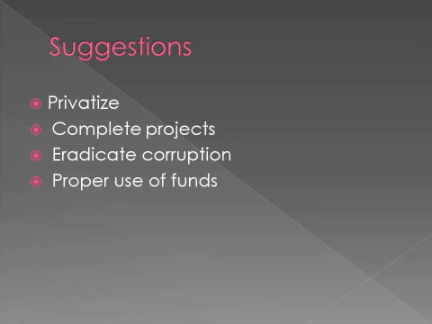 Suggestions
Privatize
Complete projects
Eradicate corruption
Proper use of funds